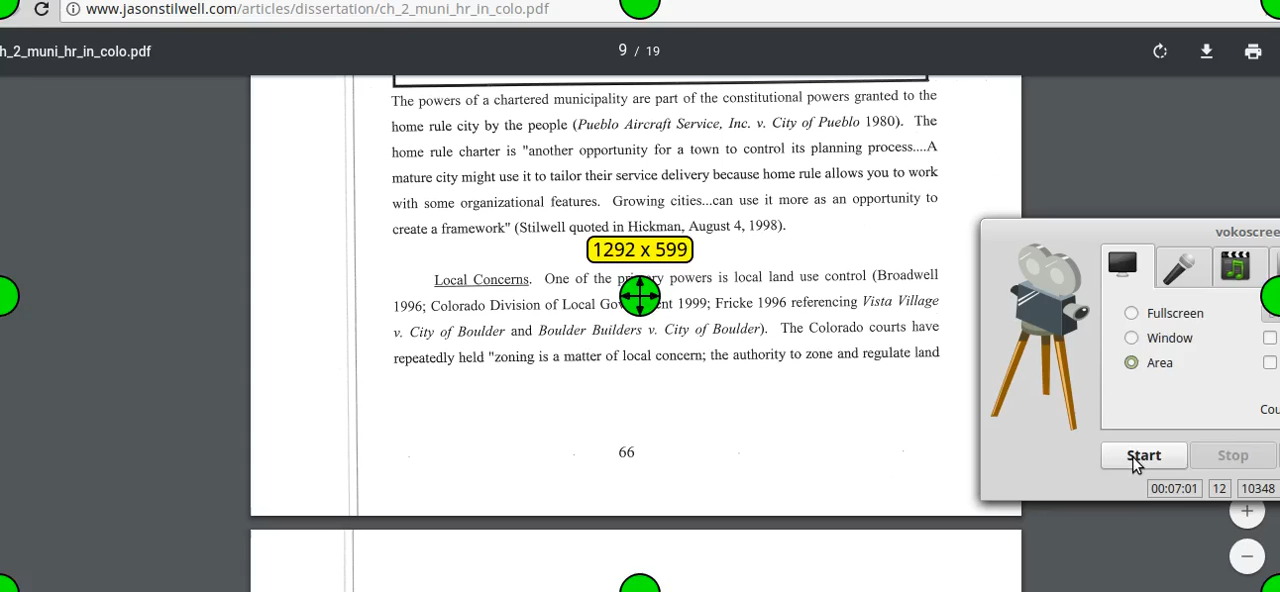 www.jasonstilwell.com/articles/dissertation/ch_2_muni_hr_in_colo.pdf
h_2_muni_hr_in_colo.pdf
9 / 19
The powers of a chartered municipality are part of the constitutional powers granted to the
home rule city by the people (Pueblo Aircraft Service, Inc. v. City of Pueblo 1980). The
home rule charter is "another opportunity for a town to control its planning process....A
mature city might use it to tailor their service delivery because home rule allows you to work
with some organizational features. Growing cities...can use it more as an opportunity to
create a framework" (Stilwell quoted in Hickman, August 4, 1998).
1292 x 599
Local Concerns. One of the primary powers is local land use control (Broadwell
1996; Colorado Division of Local Government 1999; Fricke 1996 referencing Vista Village
v. City of Boulder and Boulder Builders v. City of Boulder). The Colorado courts have
repeatedly held "zoning is a matter of local concern; the authority to zone and regulate land
66
vokoscree
Fullscreen
Window
Area
Cou
Start
Stop
00:07:01
12
10348